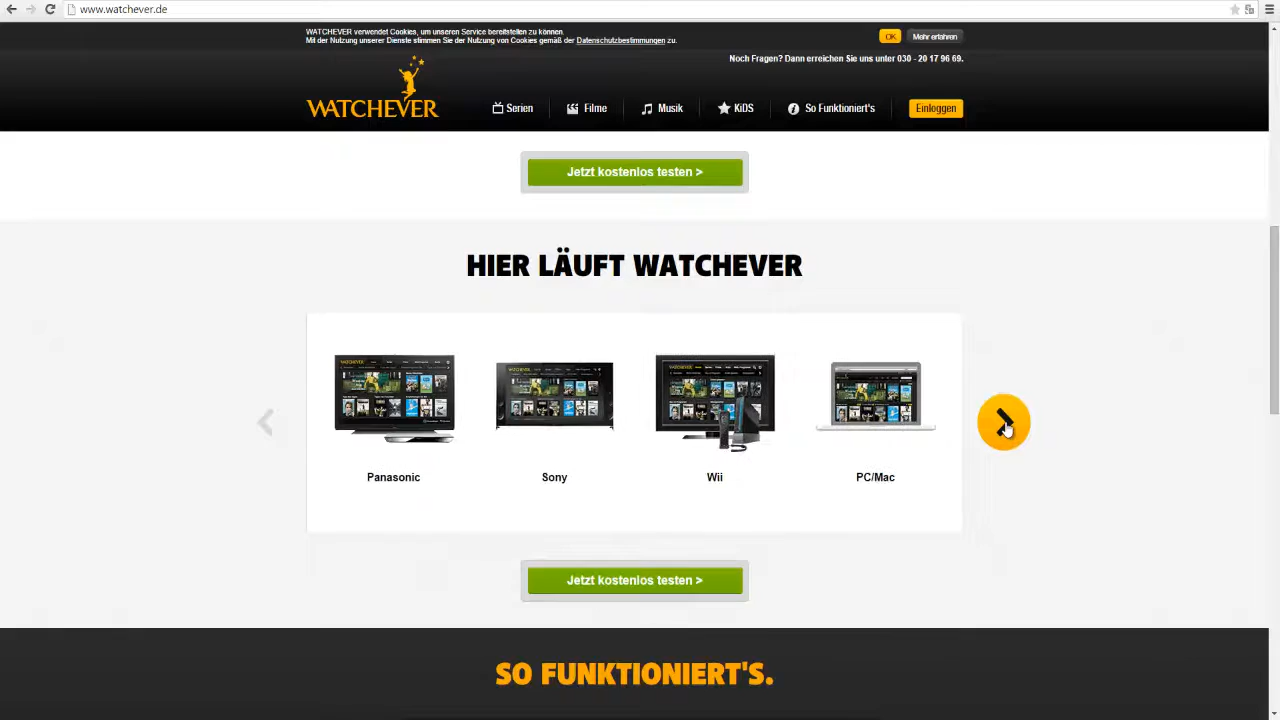 www.watchever.de
WATCHEVER verwendet Cookies, um unseren Service bereitstellen zu können.
Mit der Nutzung unserer Dienste stimmen Sie der Nutzung von Cookies gemäß der Datenschutzbestimmungen zu.
OK
Mehr erfahren
Noch Fragen? Dann erreichen Sie uns unter 030 - 20 17 96 69.
WATCHEVER
Serien
Filme
Musik
KiDS
So Funktioniert's
Einloggen
Jetzt kostenlos testen >
HIER LÄUFT WATCHEVER
Panasonic
Sony
Wii
PC/Mac
Jetzt kostenlos testen >
SO FUNKTIONIERT'S.